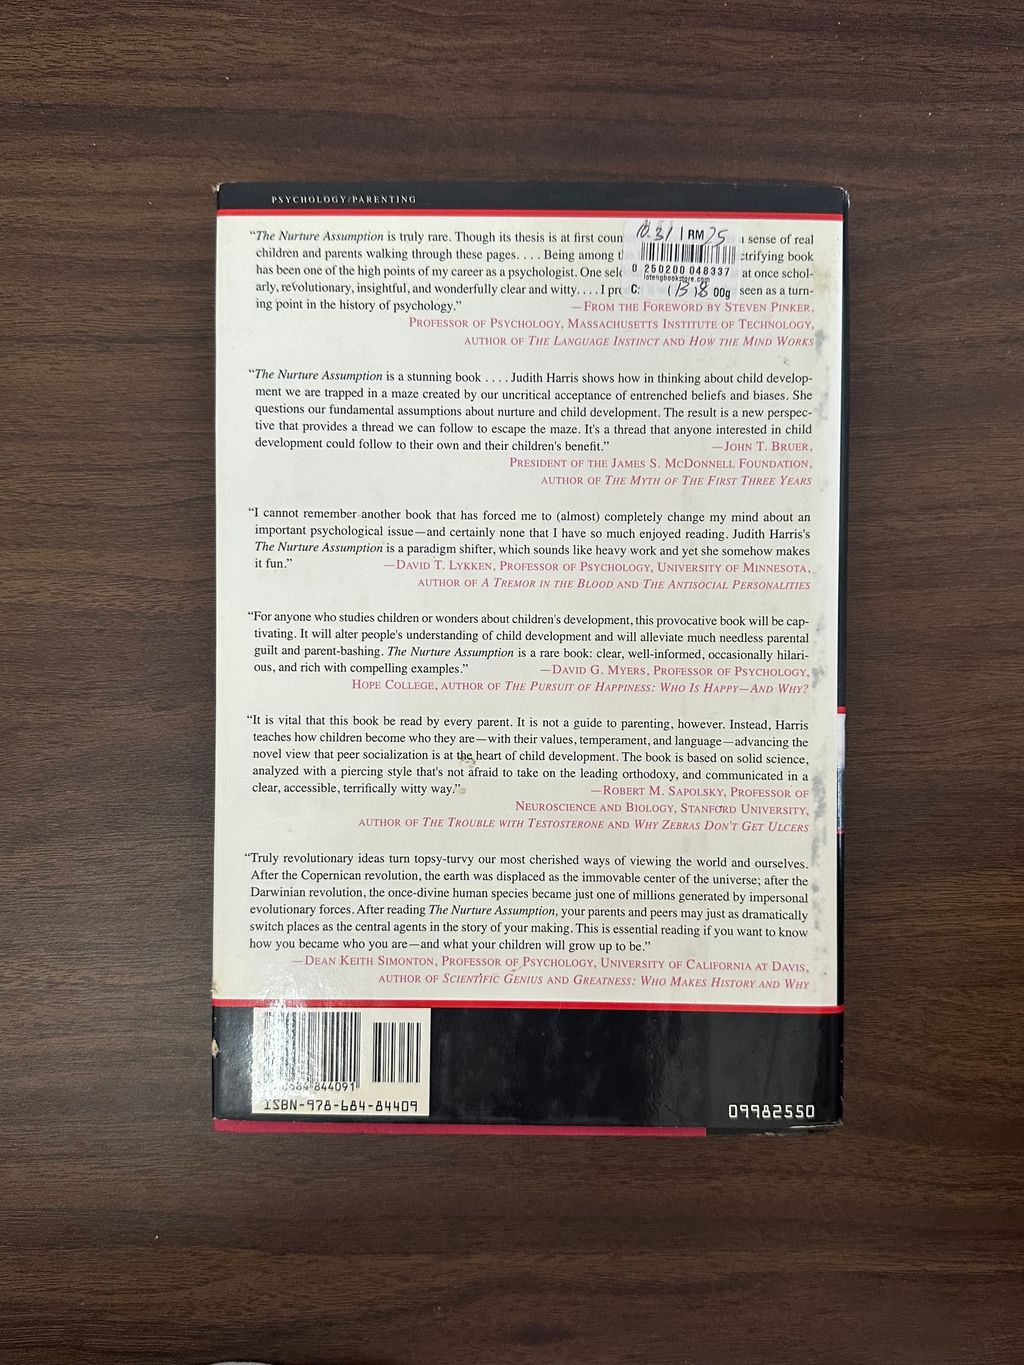 PSYCHOLOGY/PARENTING
“The Nurture Assumption is truly rare. Though its thesis is at first coun sense of real
children and parents walking through these pages. . . . Being among ctrifying book
has been one of the high points of my career as a psychologist. One at once schol-
arly, revolutionary, insightful, and wonderfully clear and witty. . . . I seen as a turn-
ing point in the history of psychology.” —FROM THE FOREWORD BY STEVEN PINKER,
PROFESSOR OF PSYCHOLOGY, MASSACHUSETTS INSTITUTE OF TECHNOLOGY,
AUTHOR OF THE LANGUAGE INSTINCT AND HOW THE MIND WORKS
RM 25
0 250200 048337
lotengbookstore.com
C: 00g
“The Nurture Assumption is a stunning book . . . . Judith Harris shows how in thinking about child develop-
ment we are trapped in a maze created by our uncritical acceptance of entrenched beliefs and biases. She
questions our fundamental assumptions about nurture and child development. The result is a new perspec-
tive that provides a thread we can follow to escape the maze. It's a thread that anyone interested in child
development could follow to their own and their children's benefit.” —JOHN T. BRUER,
PRESIDENT OF THE JAMES S. MCDONNELL FOUNDATION,
AUTHOR OF THE MYTH OF THE FIRST THREE YEARS
“I cannot remember another book that has forced me to (almost) completely change my mind about an
important psychological issue—and certainly none that I have so much enjoyed reading. Judith Harris's
The Nurture Assumption is a paradigm shifter, which sounds like heavy work and yet she somehow makes
it fun.” —DAVID T. LYKKEN, PROFESSOR OF PSYCHOLOGY, UNIVERSITY OF MINNESOTA,
AUTHOR OF A TREMOR IN THE BLOOD AND THE ANTISOCIAL PERSONALITIES
“For anyone who studies children or wonders about children's development, this provocative book will be cap-
tivating. It will alter people's understanding of child development and will alleviate much needless parental
guilt and parent-bashing. The Nurture Assumption is a rare book: clear, well-informed, occasionally hilari-
ous, and rich with compelling examples.” —DAVID G. MYERS, PROFESSOR OF PSYCHOLOGY,
HOPE COLLEGE, AUTHOR OF THE PURSUIT OF HAPPINESS: WHO IS HAPPY—AND WHY?
“It is vital that this book be read by every parent. It is not a guide to parenting, however. Instead, Harris
teaches how children become who they are—with their values, temperament, and language—advancing the
novel view that peer socialization is at the heart of child development. The book is based on solid science,
analyzed with a piercing style that's not afraid to take on the leading orthodoxy, and communicated in a
clear, accessible, terrifically witty way.” —ROBERT M. SAPOLSKY, PROFESSOR OF
NEUROSCIENCE AND BIOLOGY, STANFORD UNIVERSITY,
AUTHOR OF THE TROUBLE WITH TESTOSTERONE AND WHY ZEBRAS DON'T GET ULCERS
“Truly revolutionary ideas turn topsy-turvy our most cherished ways of viewing the world and ourselves.
After the Copernican revolution, the earth was displaced as the immovable center of the universe; after the
Darwinian revolution, the once-divine human species became just one of millions generated by impersonal
evolutionary forces. After reading The Nurture Assumption, your parents and peers may just as dramatically
switch places as the central agents in the story of your making. This is essential reading if you want to know
how you became who you are—and what your children will grow up to be.”
—DEAN KEITH SIMONTON, PROFESSOR OF PSYCHOLOGY, UNIVERSITY OF CALIFORNIA AT DAVIS,
AUTHOR OF SCIENTIFIC GENIUS AND GREATNESS: WHO MAKES HISTORY AND WHY
844091
ISBN-978-684-84409
09982550